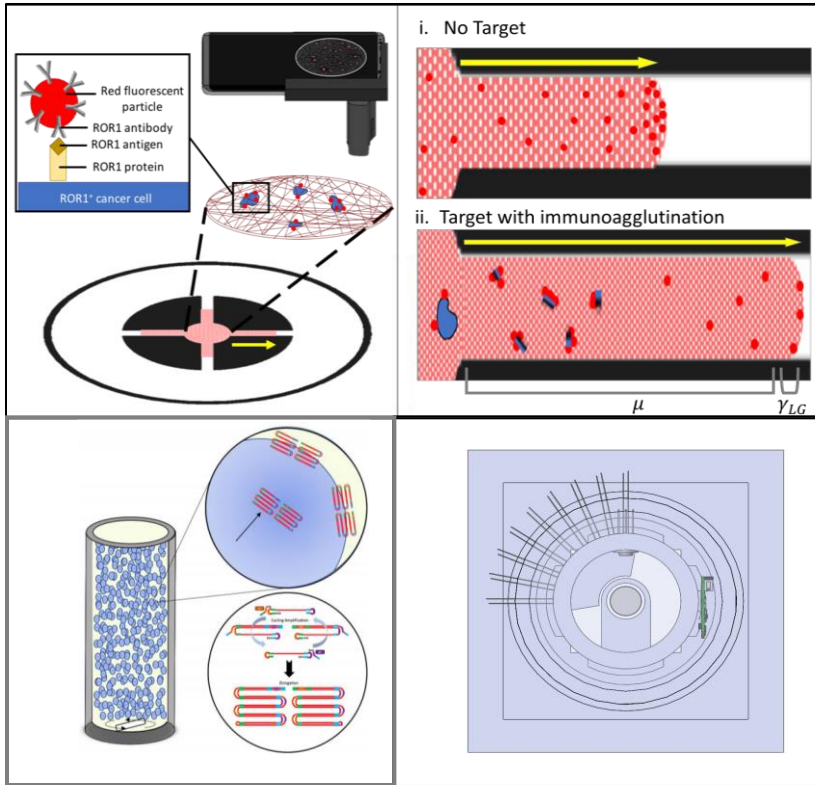 Red fluorescent
particle
ROR1 antibody
ROR1 antigen
ROR1 protein
ROR1⁺ cancer cell
i. No Target
ii. Target with immunoagglutination
μ
γLG
Elongation